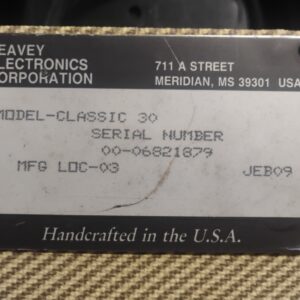 EAVEY
LECTRONICS
ORPORATION
711 A STREET
MERIDIAN, MS 39301 USA
MODEL-CLASSIC 30
SERIAL NUMBER
00-06821879
MFG LOC-03
JEB09
Handcrafted in the U.S.A.